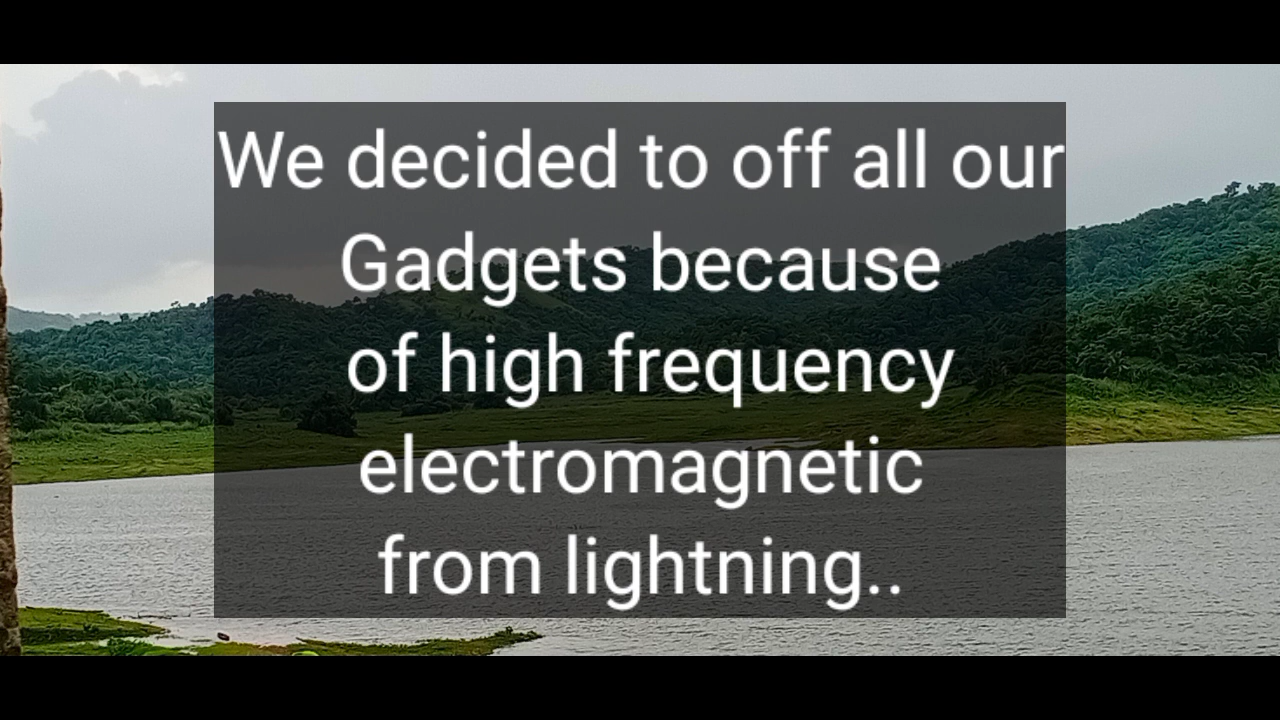 We decided to off all our
Gadgets because
of high frequency
electromagnetic
from lightning..